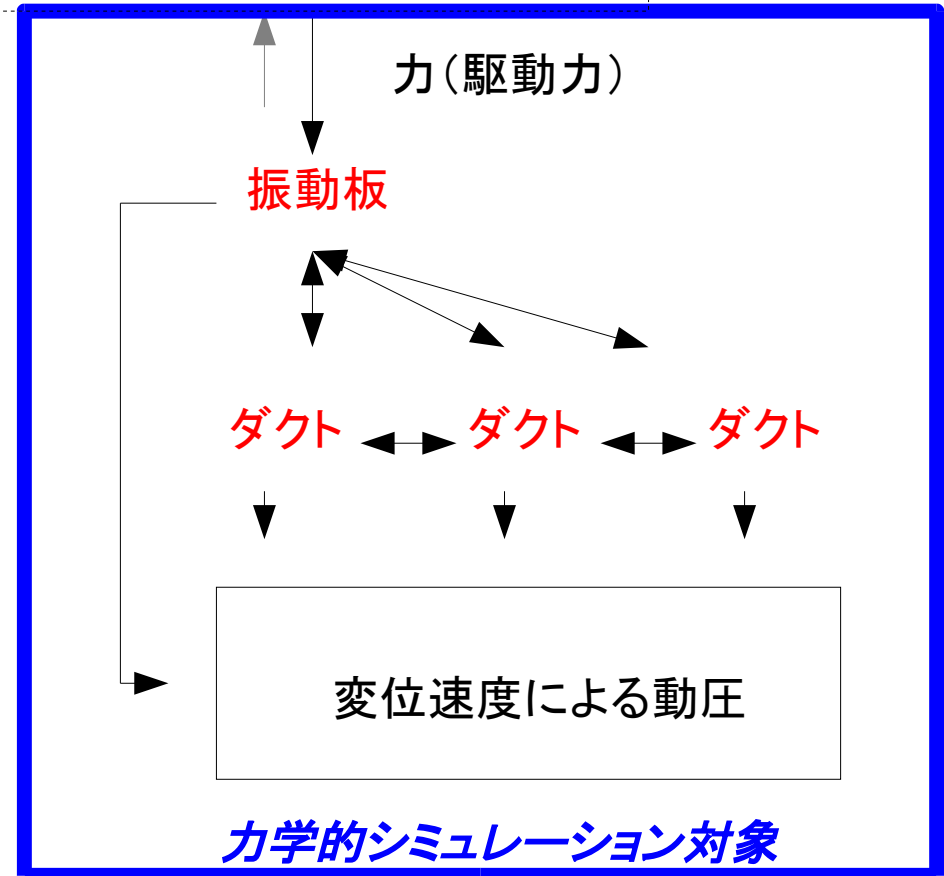 力(駆動力)
振動板
ダクト ダクト ダクト
変位速度による動圧
力学的シミュレーション対象